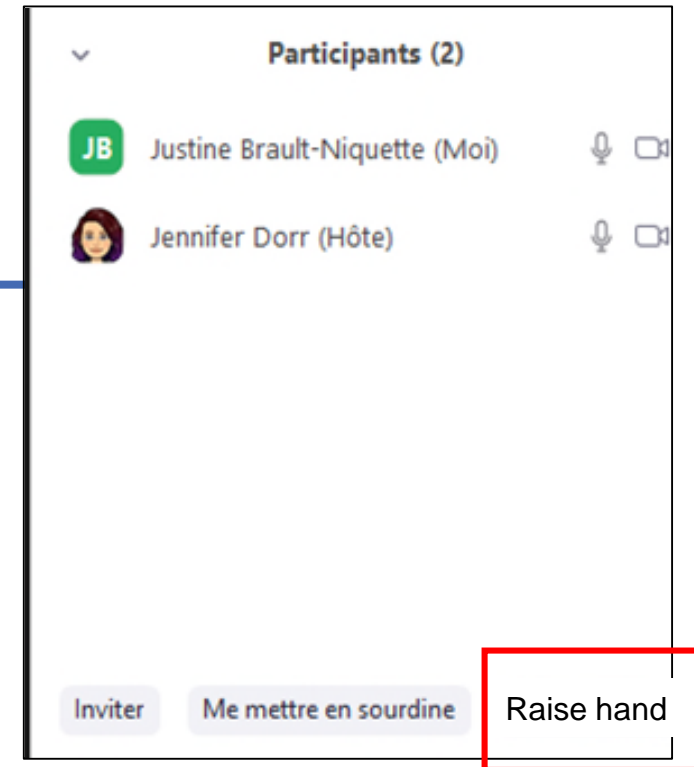 Participants (2)
JB Justine Brault-Niquette (Moi)
Jennifer Dorr (Hôte)
Inviter Me mettre en sourdine Raise hand